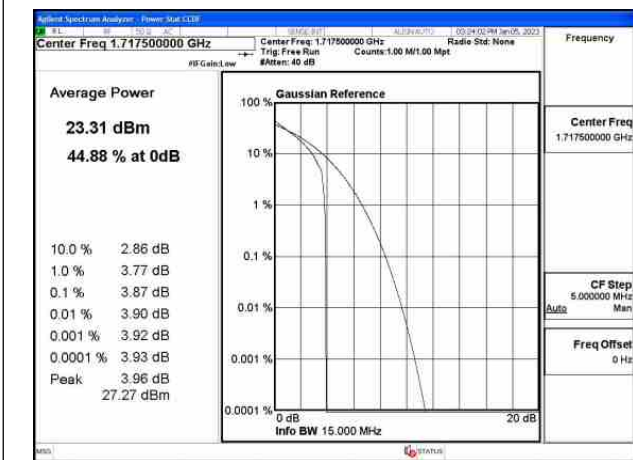 Agilent Spectrum Analyzer - Power Stat CCDF
RL RF 50 Ω AC SENSE:INT ALIGN AUTO 03:24:02 PM Jan 05, 2023
Center Freq 1.717500000 GHz
Center Freq: 1.717500000 GHz Radio Std: None
Trig: Free Run Counts:1.00 M/1.00 Mpt
#IFGain:Low #Atten: 40 dB
Frequency
Average Power
23.31 dBm
44.88 % at 0dB
10.0 % 2.86 dB
1.0 % 3.77 dB
0.1 % 3.87 dB
0.01 % 3.90 dB
0.001 % 3.92 dB
0.0001 % 3.93 dB
Peak 3.96 dB
27.27 dBm
Gaussian Reference
100 %
10 %
1 %
0.1 %
0.01 %
0.001 %
0.0001 %
0 dB 20 dB
Info BW 15.000 MHz
Center Freq
1.717500000 GHz
CF Step
5.000000 MHz
Auto Man
Freq Offset
0 Hz
MSG STATUS